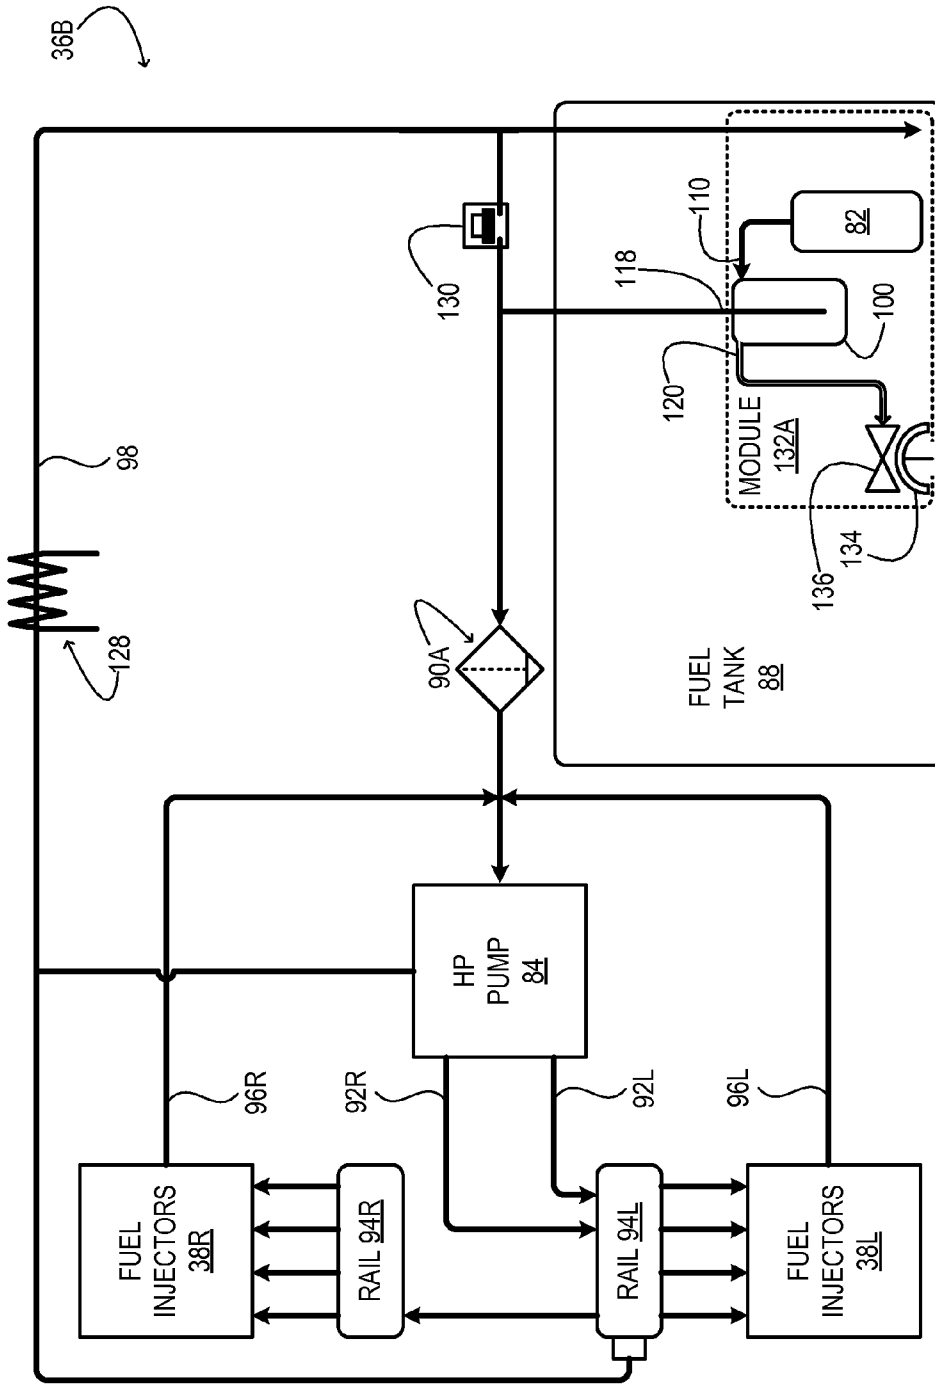 36B
98
128
130
118
110
82
100
120
MODULE
132A
136
134
90A
FUEL
TANK
88
HP
PUMP
84
96R
92R
92L
96L
FUEL
INJECTORS
38R
RAIL 94R
RAIL 94L
FUEL
INJECTORS
38L